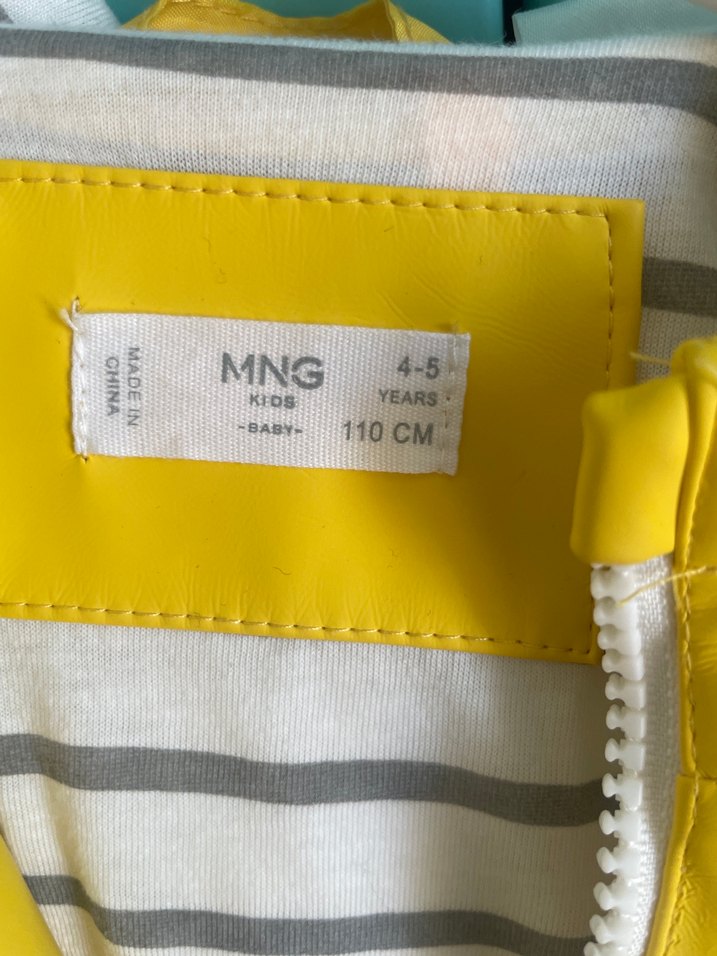 MADE IN
CHINA
MNG
KIDS
-BABY-
4-5
YEARS
110 CM